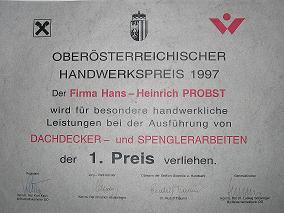 OBERÖSTERREICHISCHER
HANDWERKSPREIS 1997
Der Firma Hans-Heinrich PROBST
wird für besondere handwerkliche
Leistungen bei der Ausführung von
DACHDECKER- und SPENGLERARBEITEN
der 1. Preis verliehen.